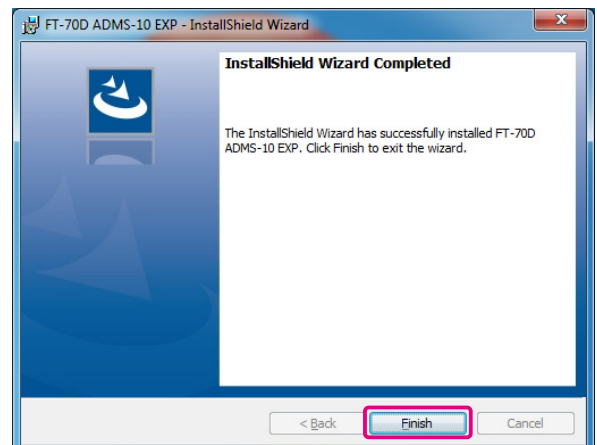 FT-70D ADMS-10 EXP - InstallShield Wizard
InstallShield Wizard Completed
The InstallShield Wizard has successfully installed FT-70D
ADMS-10 EXP. Click Finish to exit the wizard.
< Back Finish Cancel